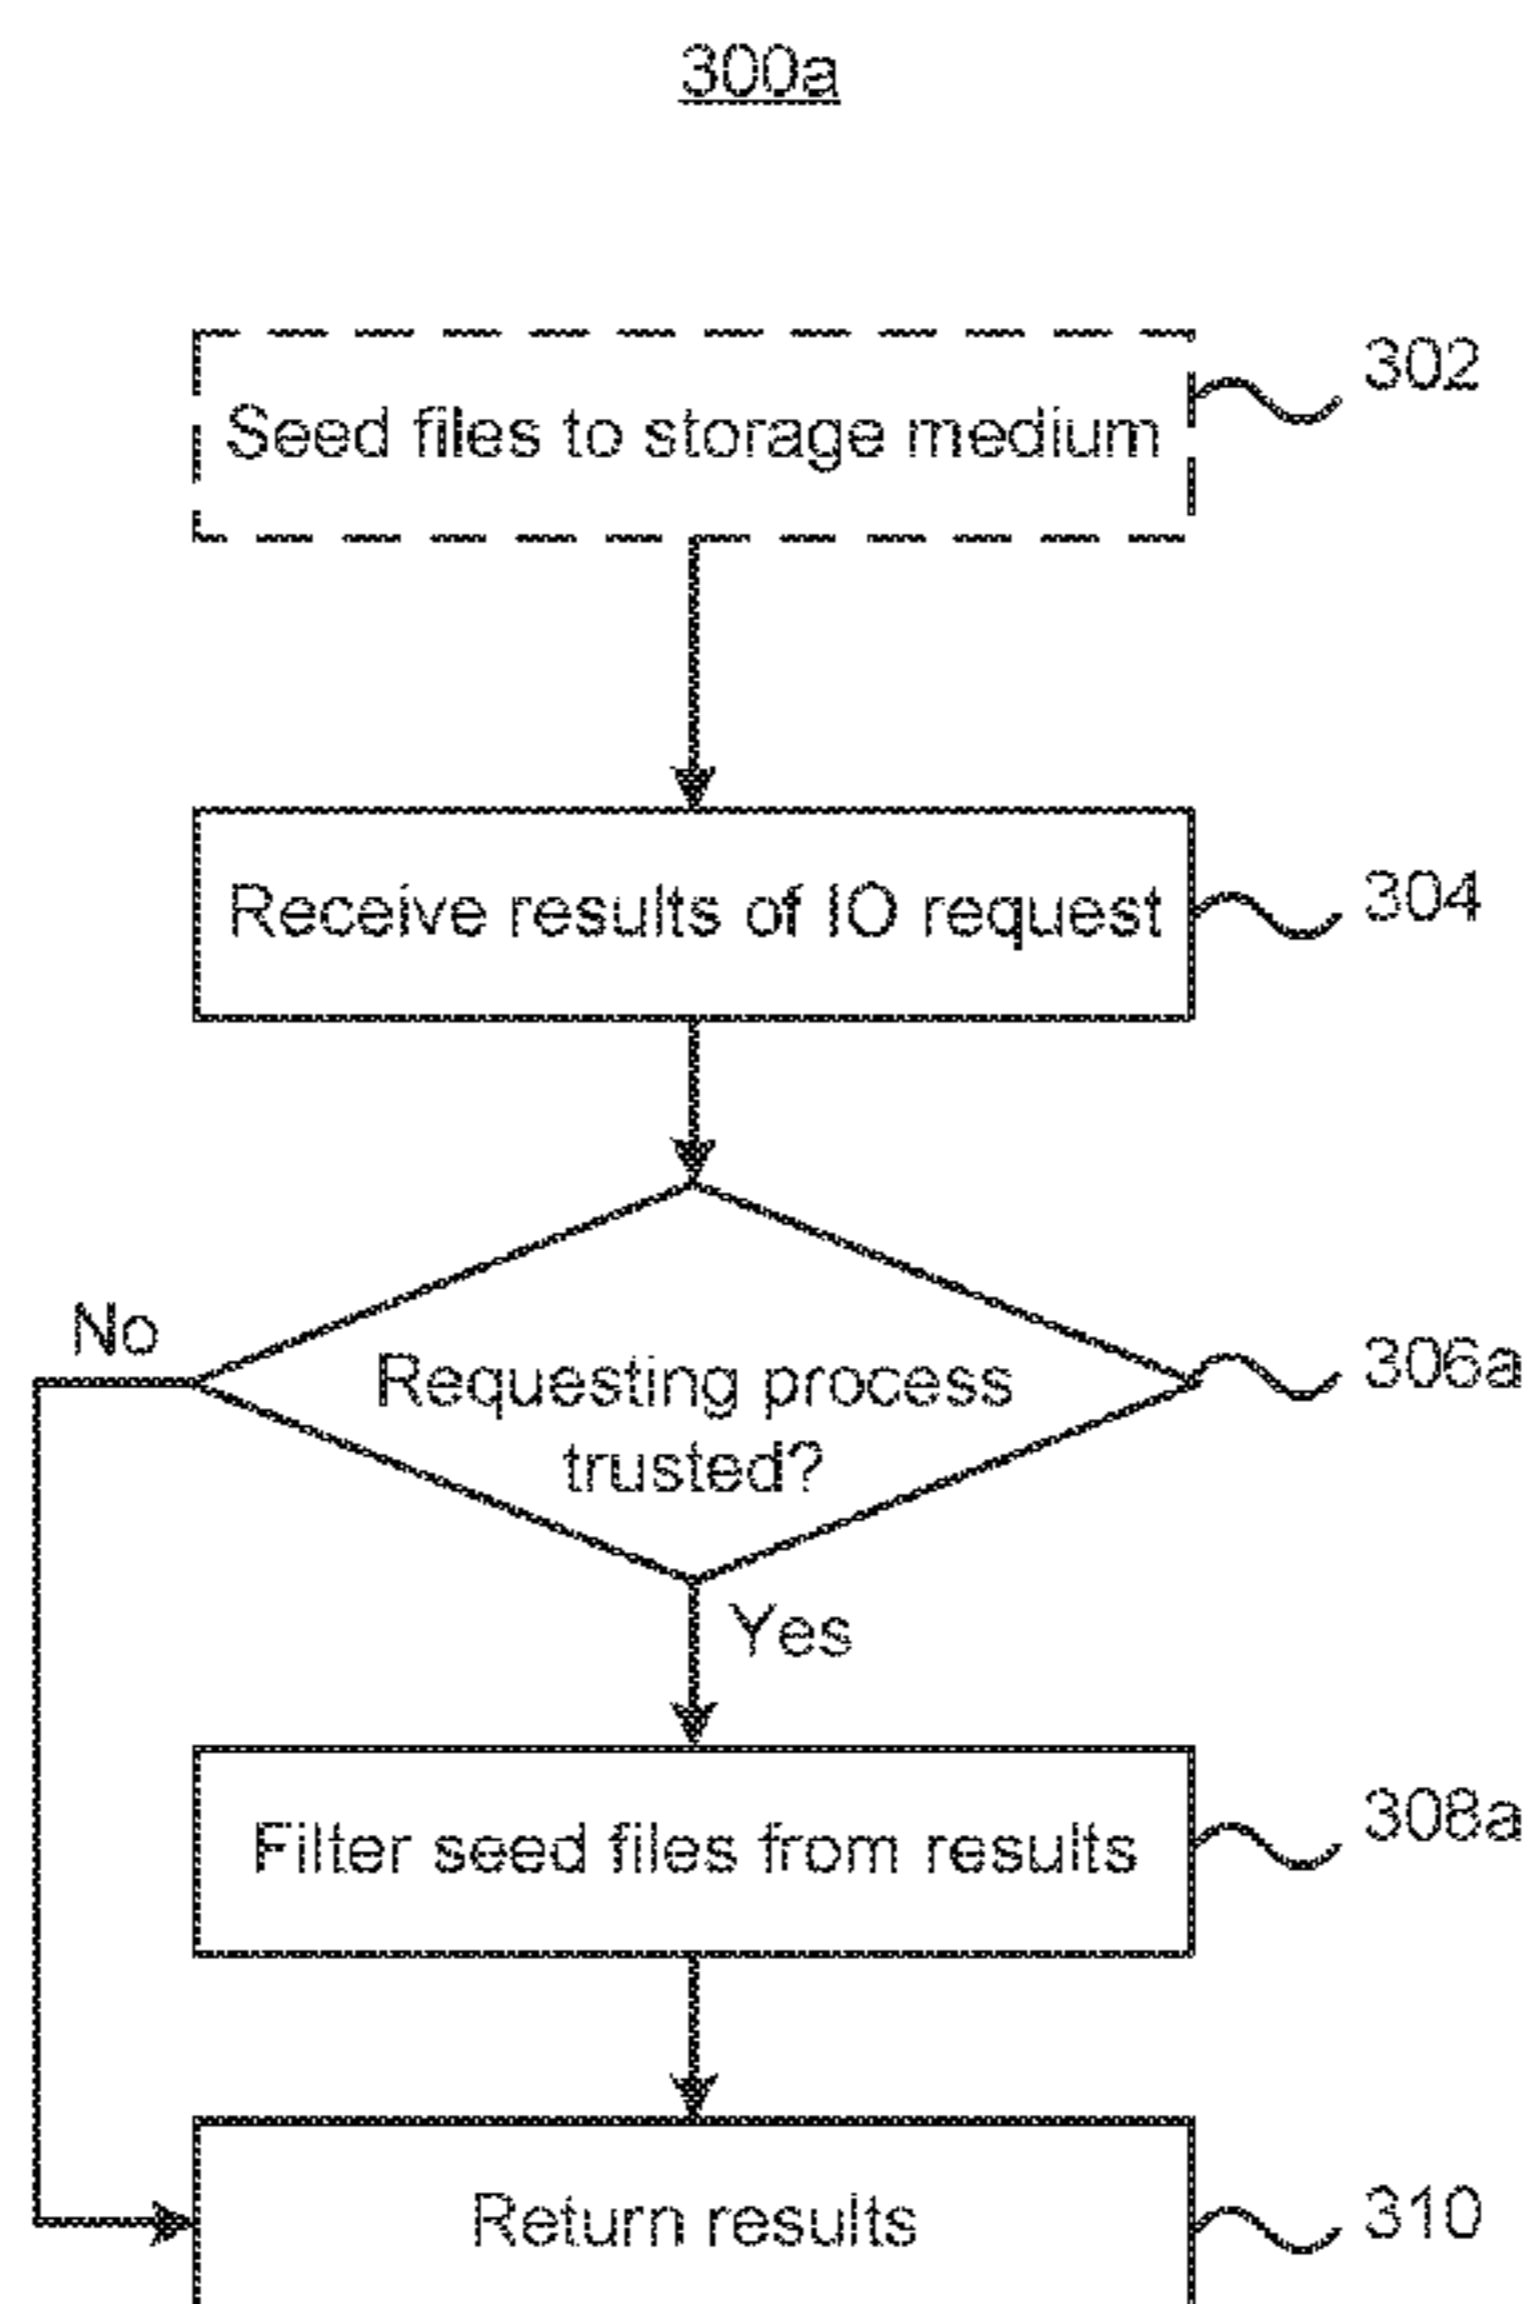 300a
Seed files to storage medium
302
Receive results of IO request
304
No
Requesting process
trusted?
306a
Yes
Filter seed files from results
308a
Return results
310